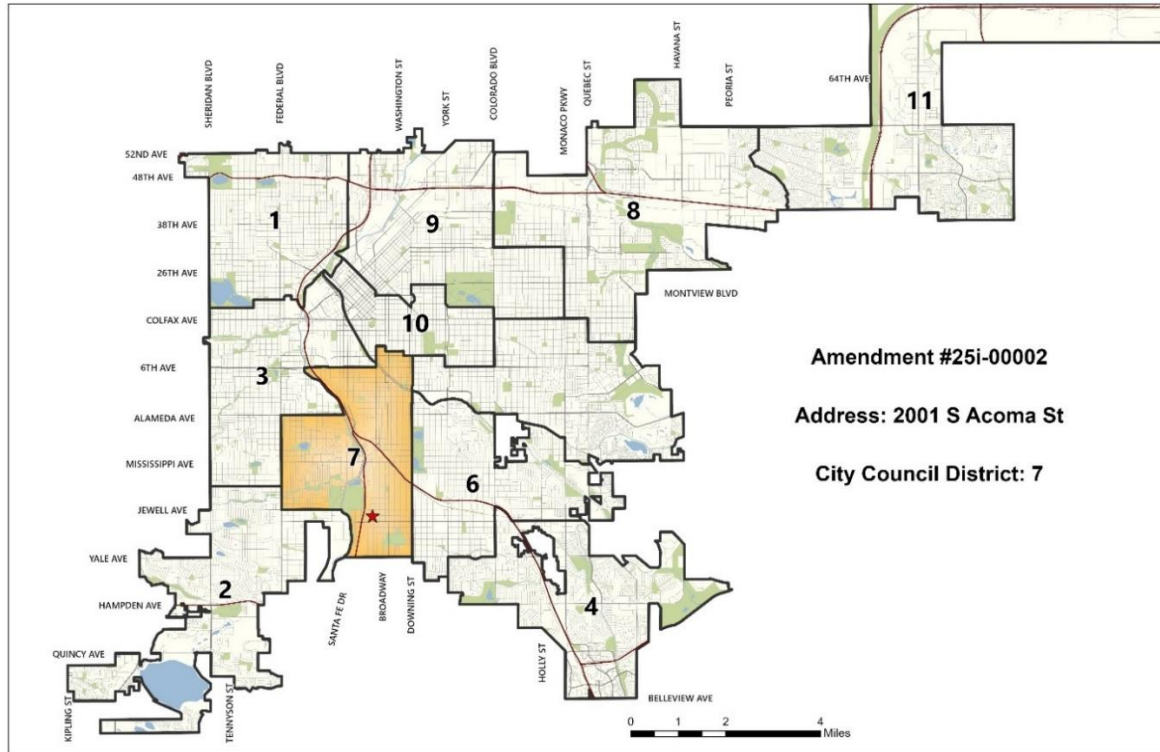 SHERIDAN BLVD
FEDERAL BLVD
WASHINGTON ST
YORK ST
COLORADO BLVD
MONACO PKWY
QUEBEC ST
HAVANA ST
PEORIA ST
64TH AVE
11
52ND AVE
48TH AVE
1
9
8
38TH AVE
26TH AVE
MONTVIEW BLVD
COLFAX AVE
10
Amendment #25i-00002
6TH AVE
3
ALAMEDA AVE
Address: 2001 S Acoma St
7
MISSISSIPPI AVE
6
City Council District: 7
JEWELL AVE
YALE AVE
2
HAMPDEN AVE
SANTA FE DR
BROADWAY
DOWNING ST
4
QUINCY AVE
HOLLY ST
KIPLING ST
TENNYSON ST
BELLEVIEW AVE
0 1 2 4
Miles